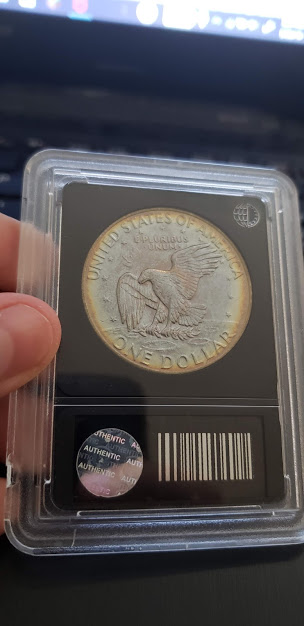 UNITED STATES OF AMERICA
E PLURIBUS
UNUM
ONE DOLLAR
AUTHENTIC
AUTHENTIC
AUTHENTIC